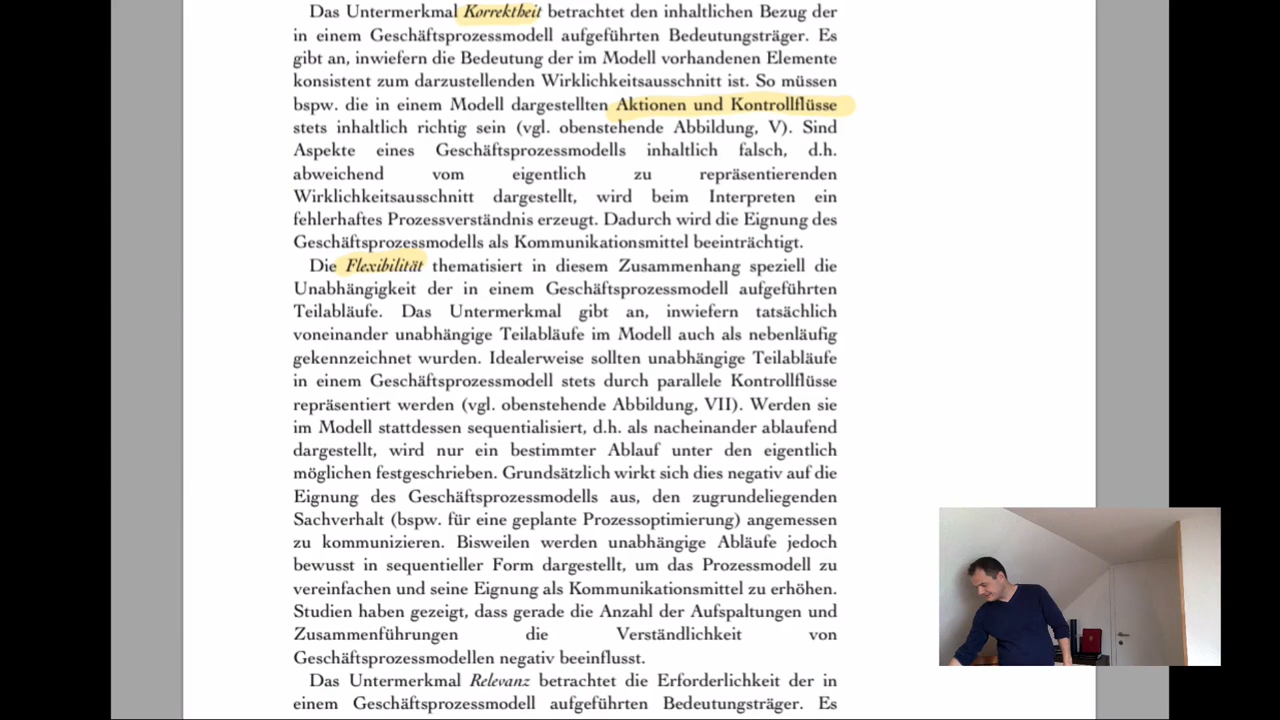 Das Untermerkmal Korrektheit betrachtet den inhaltlichen Bezug der
in einem Geschäftsprozessmodell aufgeführten Bedeutungsträger. Es
gibt an, inwiefern die Bedeutung der im Modell vorhandenen Elemente
konsistent zum darzustellenden Wirklichkeitsausschnitt ist. So müssen
bspw. die in einem Modell dargestellten Aktionen und Kontrollflüsse
stets inhaltlich richtig sein (vgl. obenstehende Abbildung, V). Sind
Aspekte eines Geschäftsprozessmodells inhaltlich falsch, d.h.
abweichend vom eigentlich zu repräsentierenden
Wirklichkeitsausschnitt dargestellt, wird beim Interpreten ein
fehlerhaftes Prozessverständnis erzeugt. Dadurch wird die Eignung des
Geschäftsprozessmodells als Kommunikationsmittel beeinträchtigt.
Die Flexibilität thematisiert in diesem Zusammenhang speziell die
Unabhängigkeit der in einem Geschäftsprozessmodell aufgeführten
Teilabläufe. Das Untermerkmal gibt an, inwiefern tatsächlich
voneinander unabhängige Teilabläufe im Modell auch als nebenläufig
gekennzeichnet wurden. Idealerweise sollten unabhängige Teilabläufe
in einem Geschäftsprozessmodell stets durch parallele Kontrollflüsse
repräsentiert werden (vgl. obenstehende Abbildung, VII). Werden sie
im Modell stattdessen sequentialisiert, d.h. als nacheinander ablaufend
dargestellt, wird nur ein bestimmter Ablauf unter den eigentlich
möglichen festgeschrieben. Grundsätzlich wirkt sich dies negativ auf die
Eignung des Geschäftsprozessmodells aus, den zugrundeliegenden
Sachverhalt (bspw. für eine geplante Prozessoptimierung) angemessen
zu kommunizieren. Bisweilen werden unabhängige Abläufe jedoch
bewusst in sequentieller Form dargestellt, um das Prozessmodell zu
vereinfachen und seine Eignung als Kommunikationsmittel zu erhöhen.
Studien haben gezeigt, dass gerade die Anzahl der Aufspaltungen und
Zusammenführungen die Verständlichkeit von
Geschäftsprozessmodellen negativ beeinflusst.
Das Untermerkmal Relevanz betrachtet die Erforderlichkeit der in
einem Geschäftsprozessmodell aufgeführten Bedeutungsträger. Es